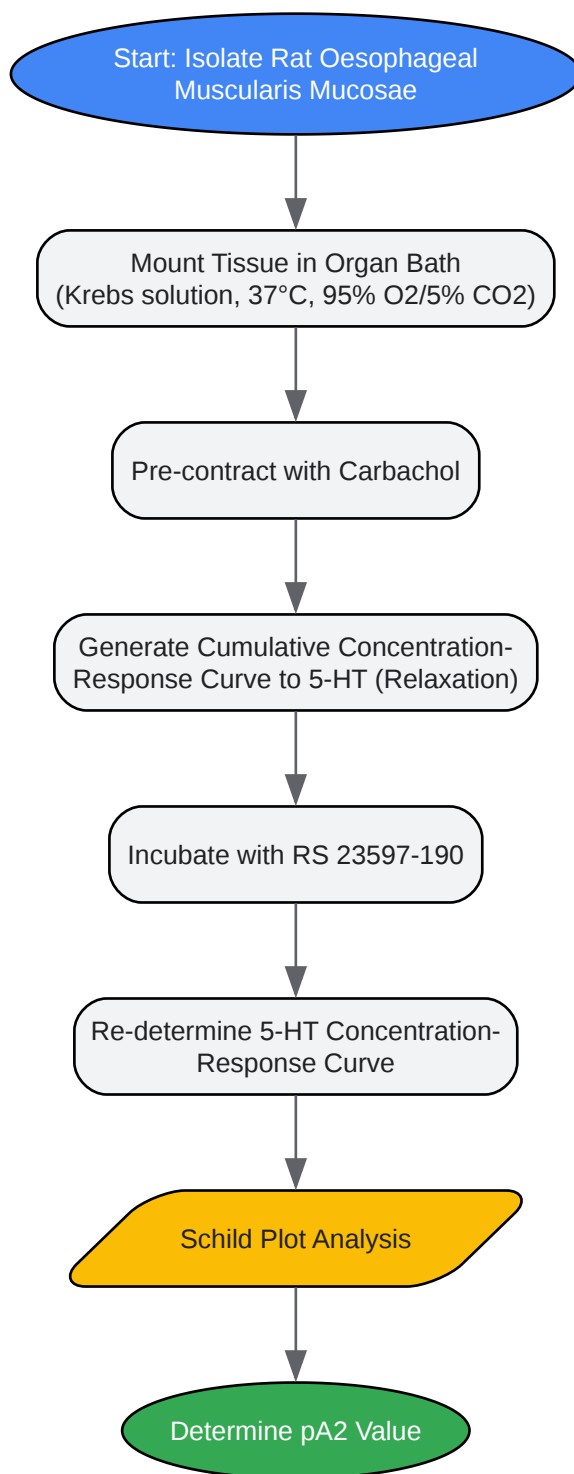 Start: Isolate Rat Oesophageal
Muscularis Mucosae
Mount Tissue in Organ Bath
(Krebs solution, 37°C, 95% O2/5% CO2)
Pre-contract with Carbachol
Generate Cumulative Concentration-
Response Curve to 5-HT (Relaxation)
Incubate with RS 23597-190
Re-determine 5-HT Concentration-
Response Curve
Schild Plot Analysis
Determine pA2 Value